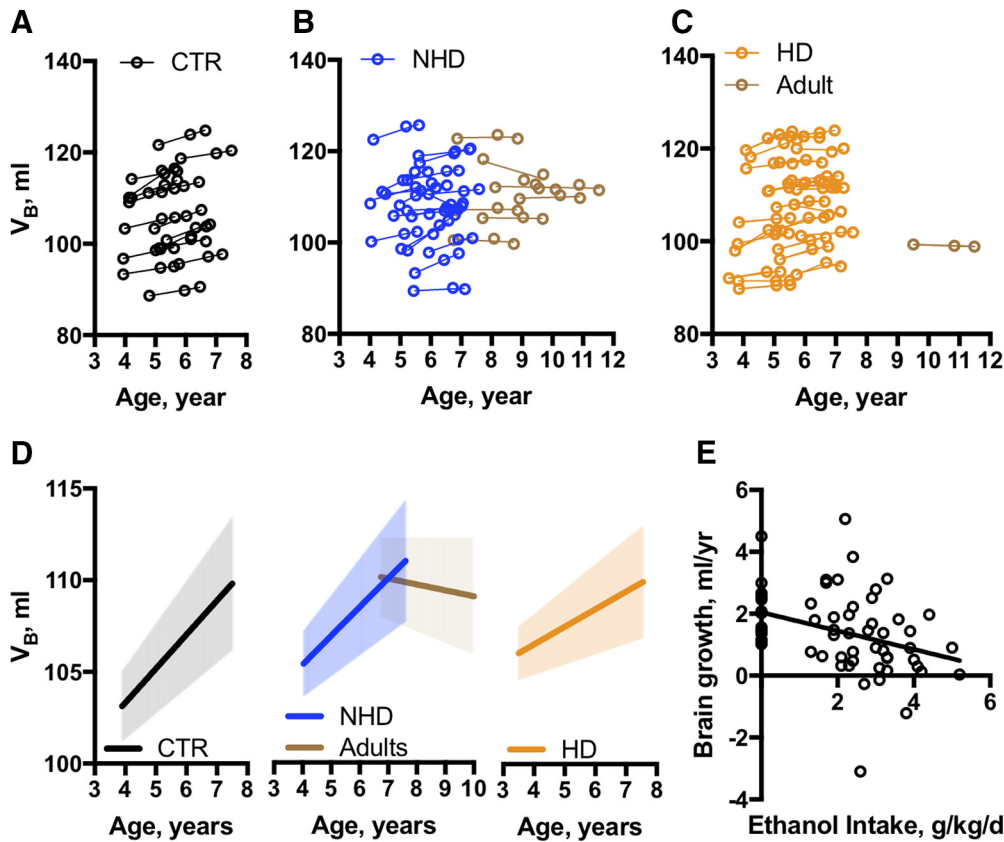 A
B
C
CTR
NHD
HD
Adult
140
120
100
80
V_B, ml
3 4 5 6 7 8
Age, year
140
120
100
80
3 4 5 6 7 8 9 10 11 12
Age, year
140
120
100
80
3 4 5 6 7 8 9 10 11 12
Age, year
D
E
115
110
105
100
V_B, ml
CTR
NHD
Adults
HD
3 4 5 6 7 8
Age, years
3 4 5 6 7 8 9 10
Age, years
3 4 5 6 7 8
Age, years
6
4
2
0
-2
-4
Brain growth, ml/yr
2 4 6
Ethanol Intake, g/kg/d